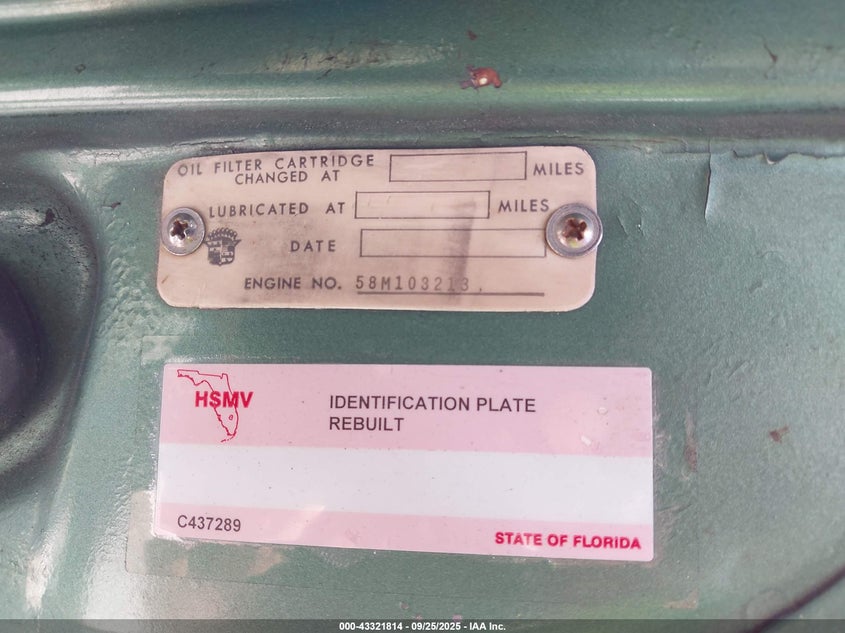 OIL FILTER CARTRIDGE
CHANGED AT MILES
LUBRICATED AT MILES
DATE
ENGINE NO. 58M103213.
HSMV
IDENTIFICATION PLATE
REBUILT
C437289
STATE OF FLORIDA
000-43321814 - 09/25/2025 - IAA Inc.